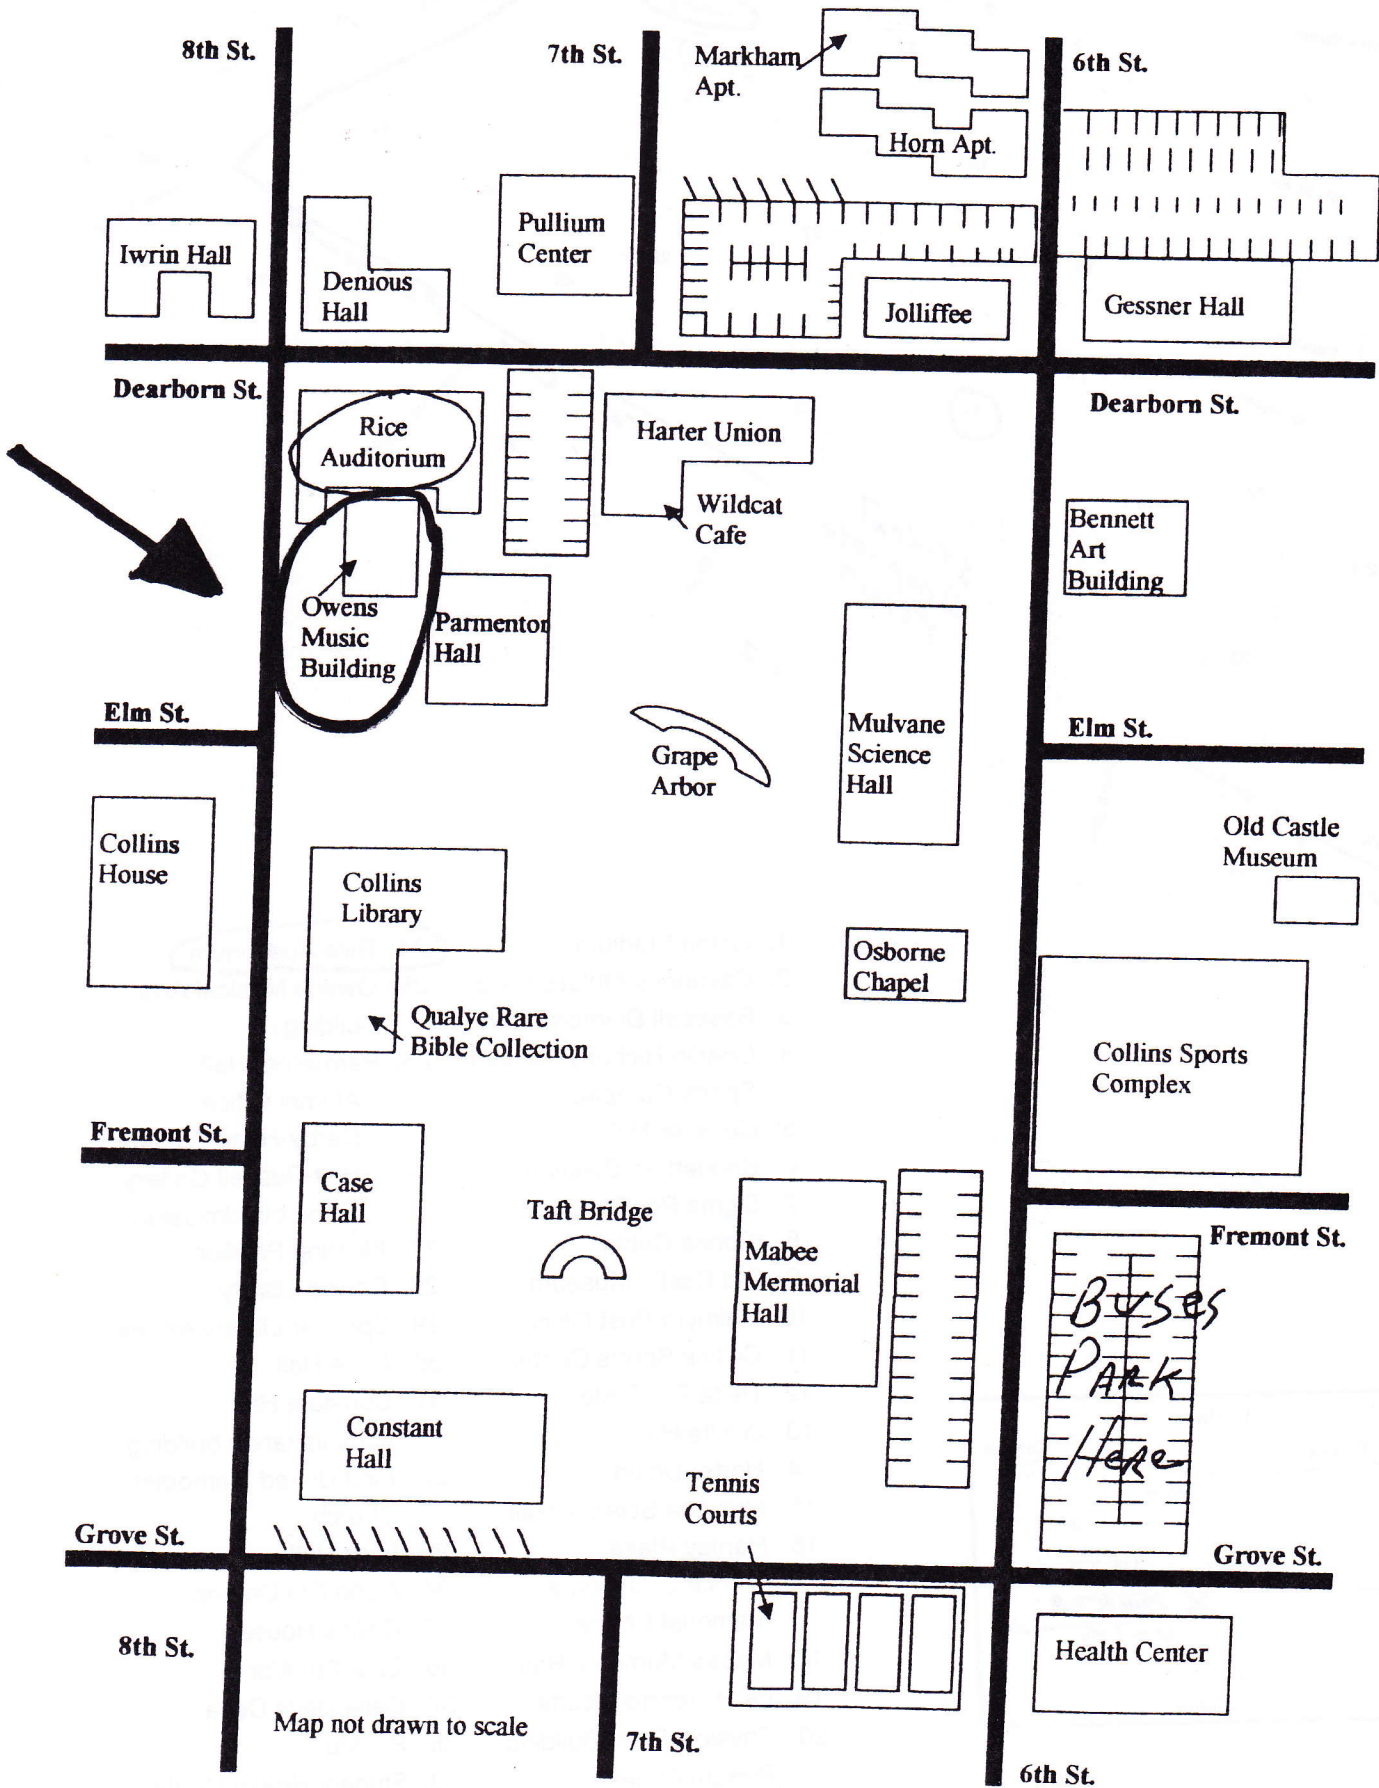 8th St.
7th St.
Markham
Apt.
6th St.
Horn Apt.
Iwrin Hall
Denious
Hall
Pullium
Center
Jolliffee
Gessner Hall
Dearborn St.
Dearborn St.
Rice
Auditorium
Harter Union
Wildcat
Cafe
Bennett
Art
Building
Owens
Music
Building
Parmentor
Hall
Elm St.
Elm St.
Grape
Arbor
Mulvane
Science
Hall
Collins
House
Old Castle
Museum
Collins
Library
Osborne
Chapel
Qualye Rare
Bible Collection
Collins Sports
Complex
Fremont St.
Fremont St.
Case
Hall
Taft Bridge
Mabee
Mermorial
Hall
Buses
Park
Here
Constant
Hall
Tennis
Courts
Grove St.
Grove St.
8th St.
Health Center
Map not drawn to scale
7th St.
6th St.